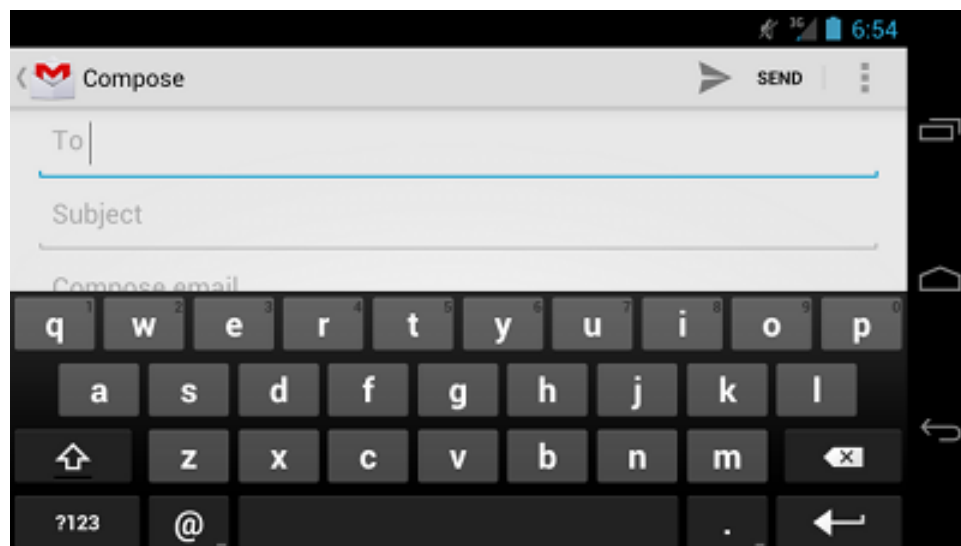 3G 6:54
Compose SEND
To
Subject
Compose email
1 2 3 4 5 6 7 8 9 0
q w e r t y u i o p
a s d f g h j k l
z x c v b n m
?123 @ .